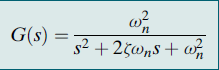 G(s) = ω_n^2 / (s^2 + 2ζω_n s + ω_n^2)